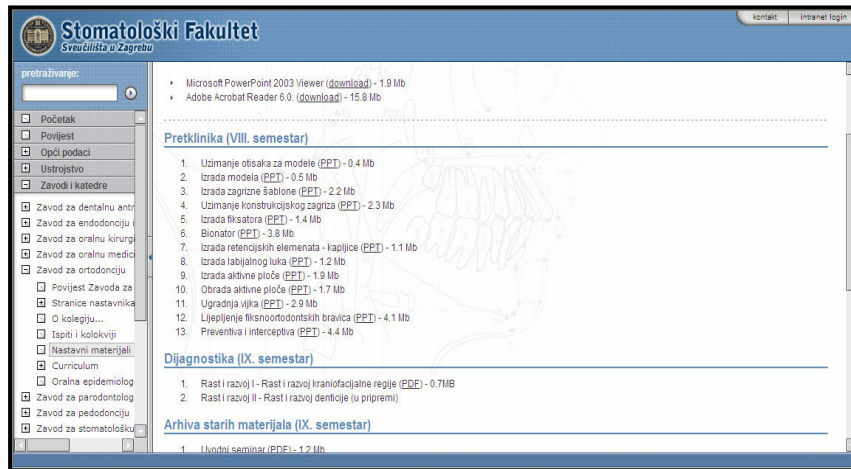 Stomatološki Fakultet
Sveučilišta u Zagrebu
kontakt
intranet login
pretraživanje:
Početak
Povijest
Opći podaci
Ustrojstvo
Zavodi i katedre
Zavod za dentalnu antr
Zavod za endodonciju i
Zavod za oralnu kirurgi
Zavod za oralnu medici
Zavod za ortodonciju
Povijest Zavoda za
Stranice nastavnika
O kolegiju...
Ispiti i kolokviji
Nastavni materijali
Curriculum
Oralna epidemiolog
Zavod za parodontolog
Zavod za pedodonciju
Zavod za stomatološku
Microsoft PowerPoint 2003 Viewer (download) - 1.9 Mb
Adobe Acrobat Reader 6.0. (download) - 15.8 Mb
Pretklinika (VIII. semestar)
1. Uzimanje otisaka za modele (PPT) - 0.4 Mb
2. Izrada modela (PPT) - 0.5 Mb
3. Izrada zagrizne šablone (PPT) - 2.2 Mb
4. Uzimanje konstrukcijskog zagriza (PPT) - 2.3 Mb
5. Izrada fiksatora (PPT) - 1.4 Mb
6. Bionator (PPT) - 3.8 Mb
7. Izrada retencijskih elemenata - kapljice (PPT) - 1.1 Mb
8. Izrada labijalnog luka (PPT) - 1.2 Mb
9. Izrada aktivne ploče (PPT) - 1.9 Mb
10. Obrada aktivne ploče (PPT) - 1.7 Mb
11. Ugradnja vijka (PPT) - 2.9 Mb
12. Lijepljenje fiksnoortodontskih bravica (PPT) - 4.1 Mb
13. Preventiva i interceptiva (PPT) - 4.4 Mb
Dijagnostika (IX. semestar)
1. Rast i razvoj I - Rast i razvoj kraniofacijalne regije (PDF) - 0.7MB
2. Rast i razvoj II - Rast i razvoj denticije (u pripremi)
Arhiva starih materijala (IX. semestar)
1. Uvodni seminar (PDF) - 1.2 Mb